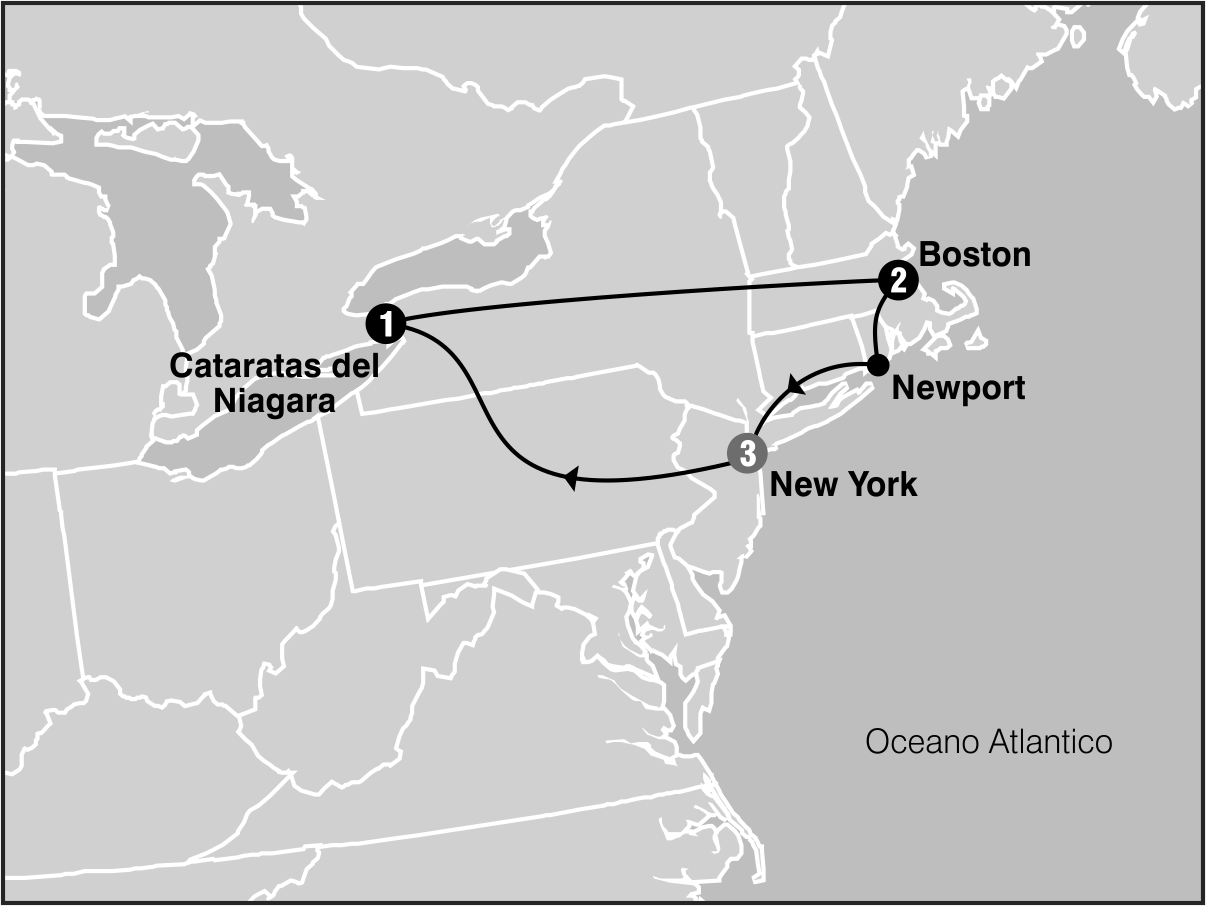 2
Boston
1
Cataratas del
Niagara
Newport
3
New York
Oceano Atlantico